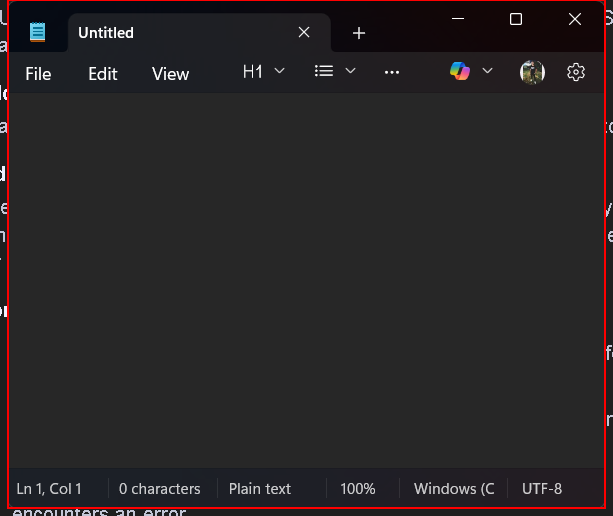 Untitled
File Edit View H1
Ln 1, Col 1 0 characters Plain text 100% Windows (C UTF-8
encounters an error